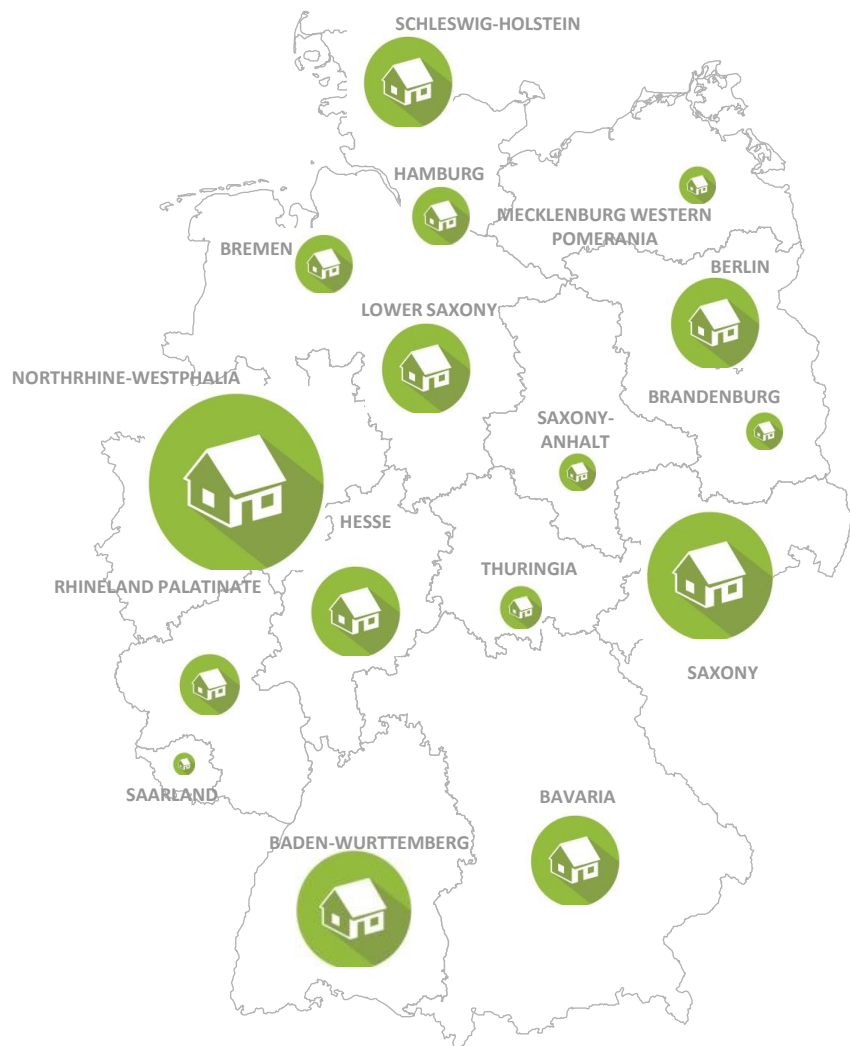 SCHLESWIG-HOLSTEIN
HAMBURG
MECKLENBURG WESTERN
POMERANIA
BREMEN
BERLIN
LOWER SAXONY
NORTHRHINE-WESTPHALIA
BRANDENBURG
SAXONY-
ANHALT
HESSE
THURINGIA
RHINELAND PALATINATE
SAXONY
SAARLAND
BAVARIA
BADEN-WURTTEMBERG